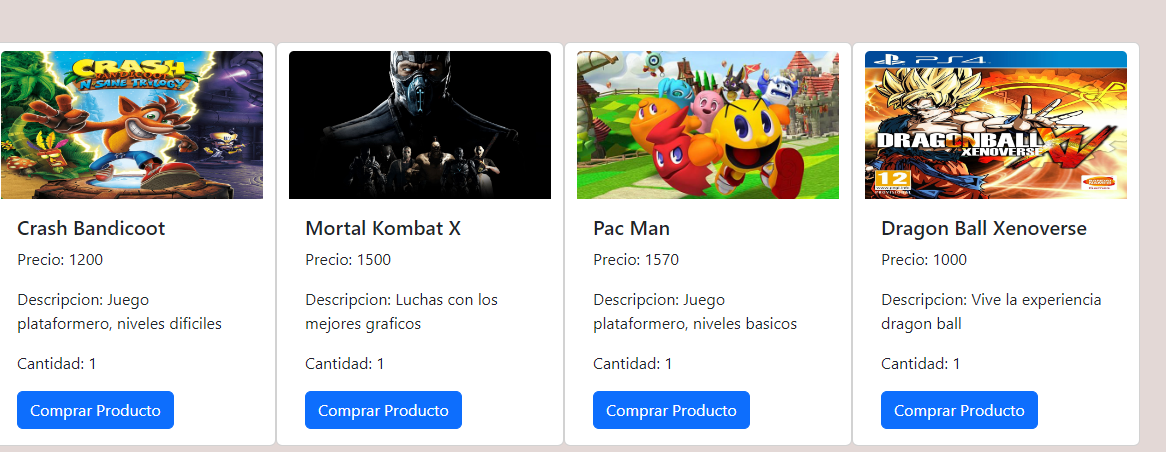 CRASH
BANDICOOT
N.SANE TRILOGY
Crash Bandicoot
Precio: 1200
Descripcion: Juego
plataformero, niveles dificiles
Cantidad: 1
Comprar Producto
Mortal Kombat X
Precio: 1500
Descripcion: Luchas con los
mejores graficos
Cantidad: 1
Comprar Producto
Pac Man
Precio: 1570
Descripcion: Juego
plataformero, niveles basicos
Cantidad: 1
Comprar Producto
PS4
DRAGONBALL
XENOVERSE
XV
12
PROVISIONAL
Dragon Ball Xenoverse
Precio: 1000
Descripcion: Vive la experiencia
dragon ball
Cantidad: 1
Comprar Producto